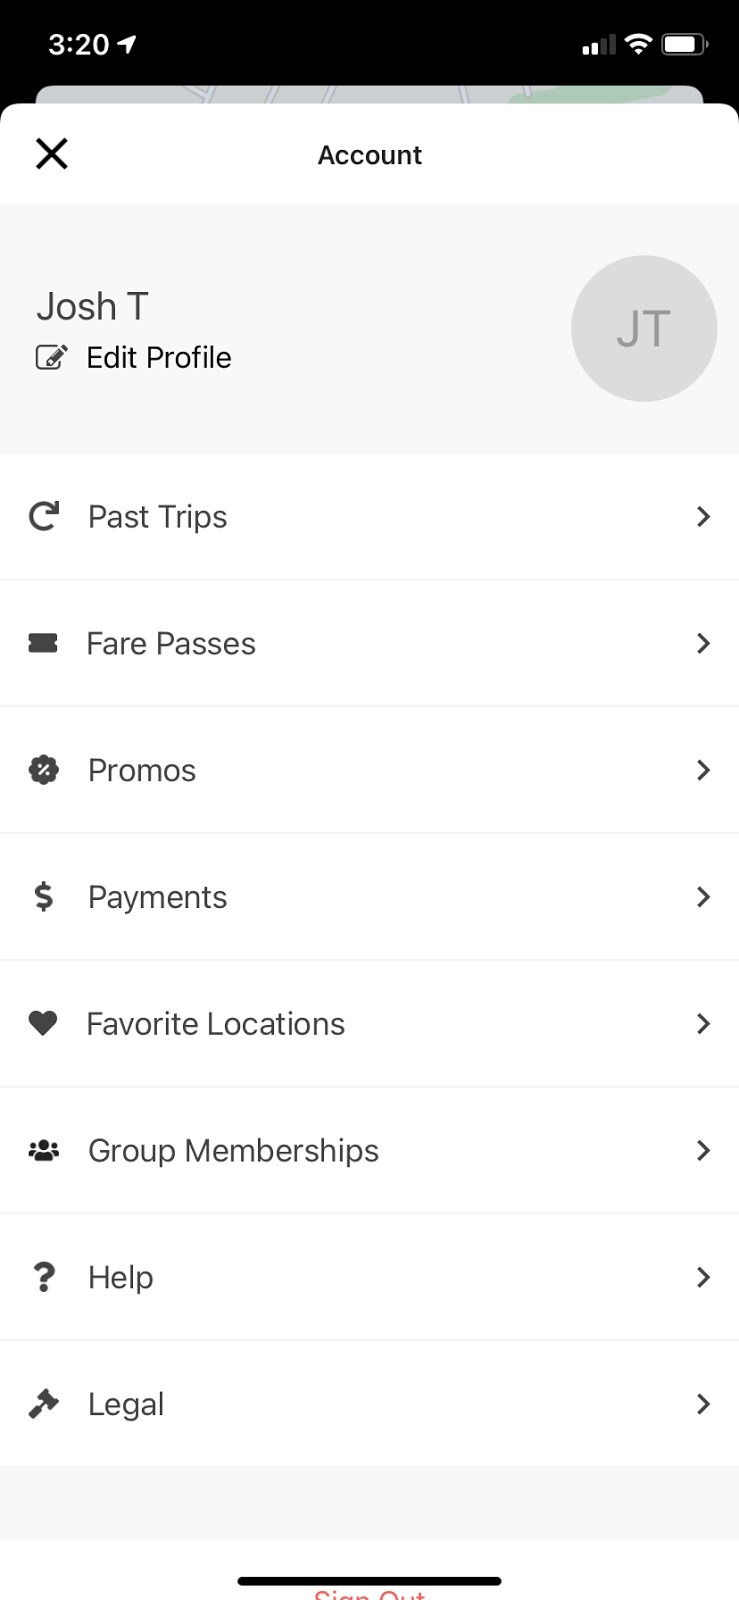 3:20
Account
Josh T
JT
Edit Profile
Past Trips
Fare Passes
Promos
Payments
Favorite Locations
Group Memberships
Help
Legal
Sign Out